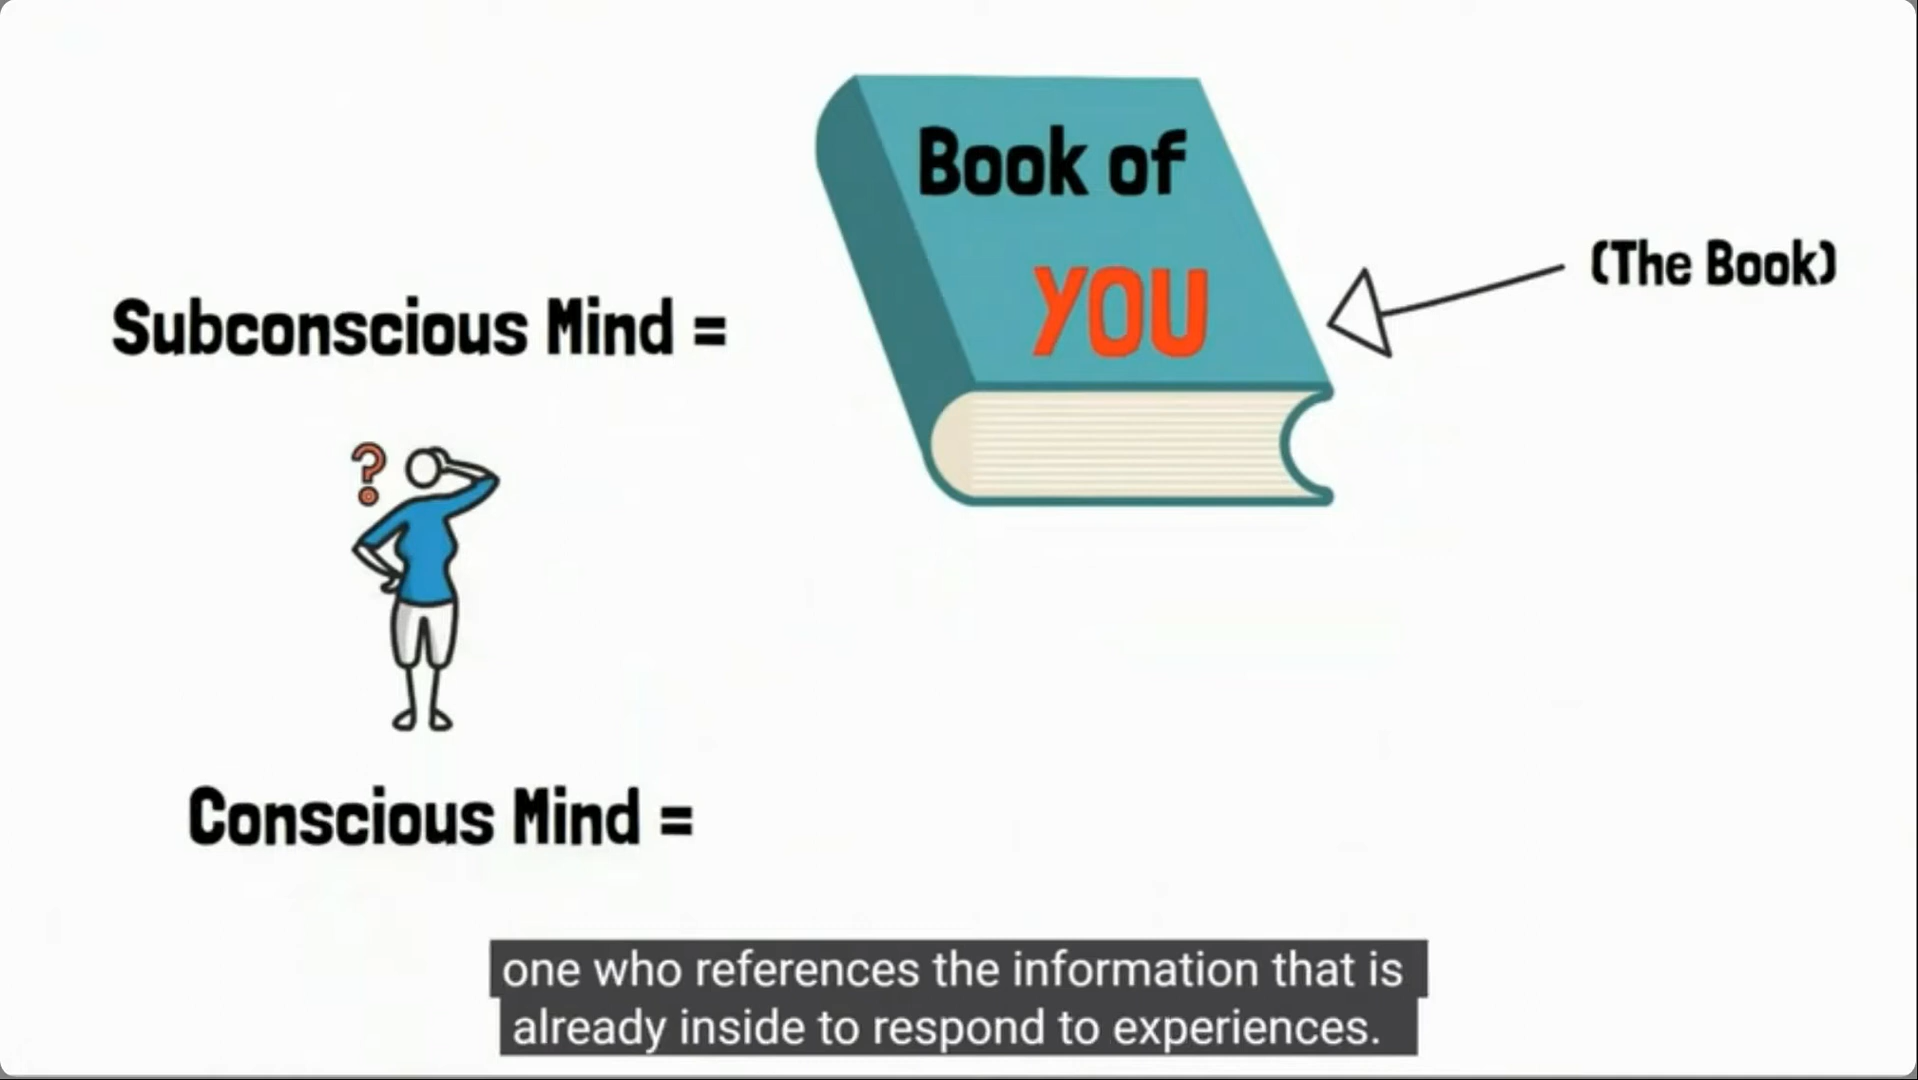 Book of
YOU
(The Book)
Subconscious Mind =
?
Conscious Mind =
one who references the information that is
already inside to respond to experiences.